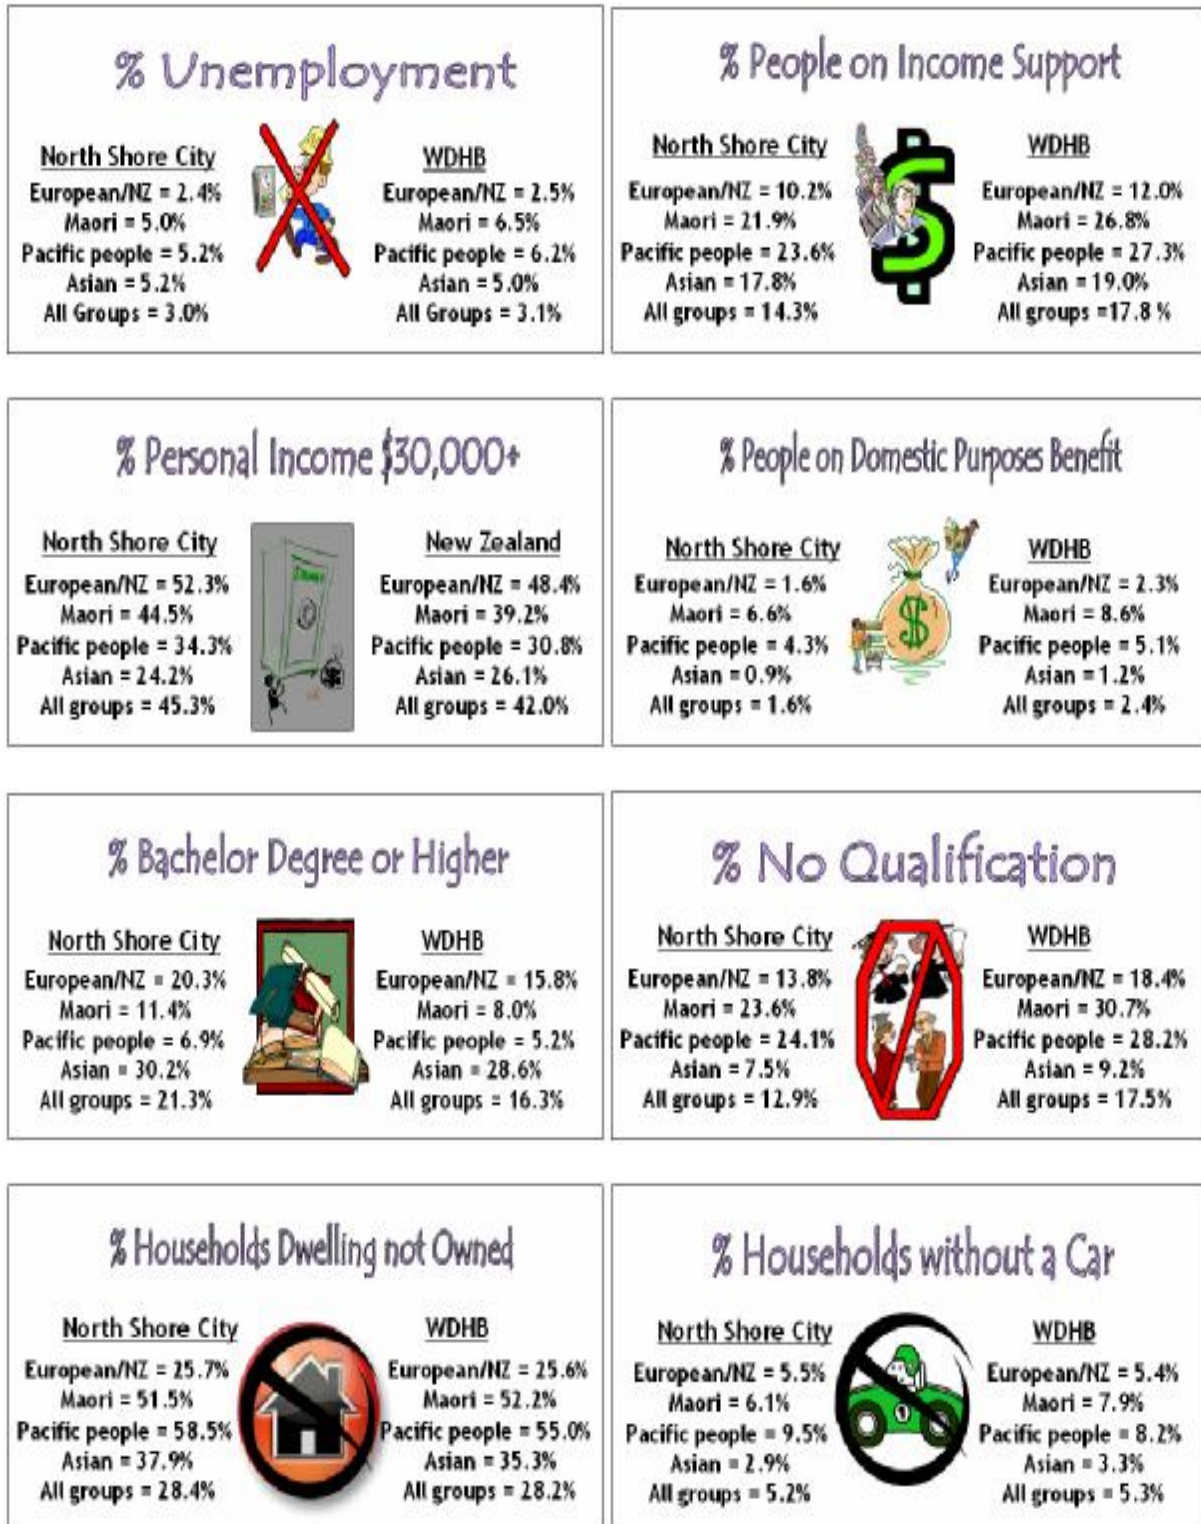 % Unemployment
North Shore City
European/NZ = 2.4%
Maori = 5.0%
Pacific people = 5.2%
Asian = 5.2%
All Groups = 3.0%
WDHB
European/NZ = 2.5%
Maori = 6.5%
Pacific people = 6.2%
Asian = 5.0%
All Groups = 3.1%
% People on Income Support
North Shore City
European/NZ = 10.2%
Maori = 21.9%
Pacific people = 23.6%
Asian = 17.8%
All groups = 14.3%
WDHB
European/NZ = 12.0%
Maori = 26.8%
Pacific people = 27.3%
Asian = 19.0%
All groups =17.8 %
% Personal Income $30,000+
North Shore City
European/NZ = 52.3%
Maori = 44.5%
Pacific people = 34.3%
Asian = 24.2%
All groups = 45.3%
New Zealand
European/NZ = 48.4%
Maori = 39.2%
Pacific people = 30.8%
Asian = 26.1%
All groups = 42.0%
% People on Domestic Purposes Benefit
North Shore City
European/NZ = 1.6%
Maori = 6.6%
Pacific people = 4.3%
Asian =0.9%
All groups = 1.6%
$
WDHB
European/NZ = 2.3%
Maori = 8.6%
Pacific people = 5.1%
Asian = 1.2%
All groups = 2.4%
% Bachelor Degree or Higher
North Shore City
European/NZ = 20.3%
Maori = 11.4%
Pacific people = 6.9%
Asian = 30.2%
All groups = 21.3%
WDHB
European/NZ = 15.8%
Maori = 8.0%
Pacific people = 5.2%
Asian = 28.6%
All groups = 16.3%
% No Qualification
North Shore City
European/NZ = 13.8%
Maori = 23.6%
Pacific people = 24.1%
Asian = 7.5%
All groups = 12.9%
WDHB
European/NZ = 18.4%
Maori = 30.7%
Pacific people = 28.2%
Asian = 9.2%
All groups = 17.5%
% Households Dwelling not Owned
North Shore City
European/NZ = 25.7%
Maori = 51.5%
Pacific people = 58.5%
Asian = 37.9%
All groups = 28.4%
WDHB
European/NZ = 25.6%
Maori = 52.2%
Pacific people = 55.0%
Asian = 35.3%
All groups = 28.2%
% Households without a Car
North Shore City
European/NZ = 5.5%
Maori = 6.1%
Pacific people = 9.5%
Asian = 2.9%
All groups = 5.2%
WDHB
European/NZ = 5.4%
Maori = 7.9%
Pacific people = 8.2%
Asian = 3.3%
All groups = 5.3%